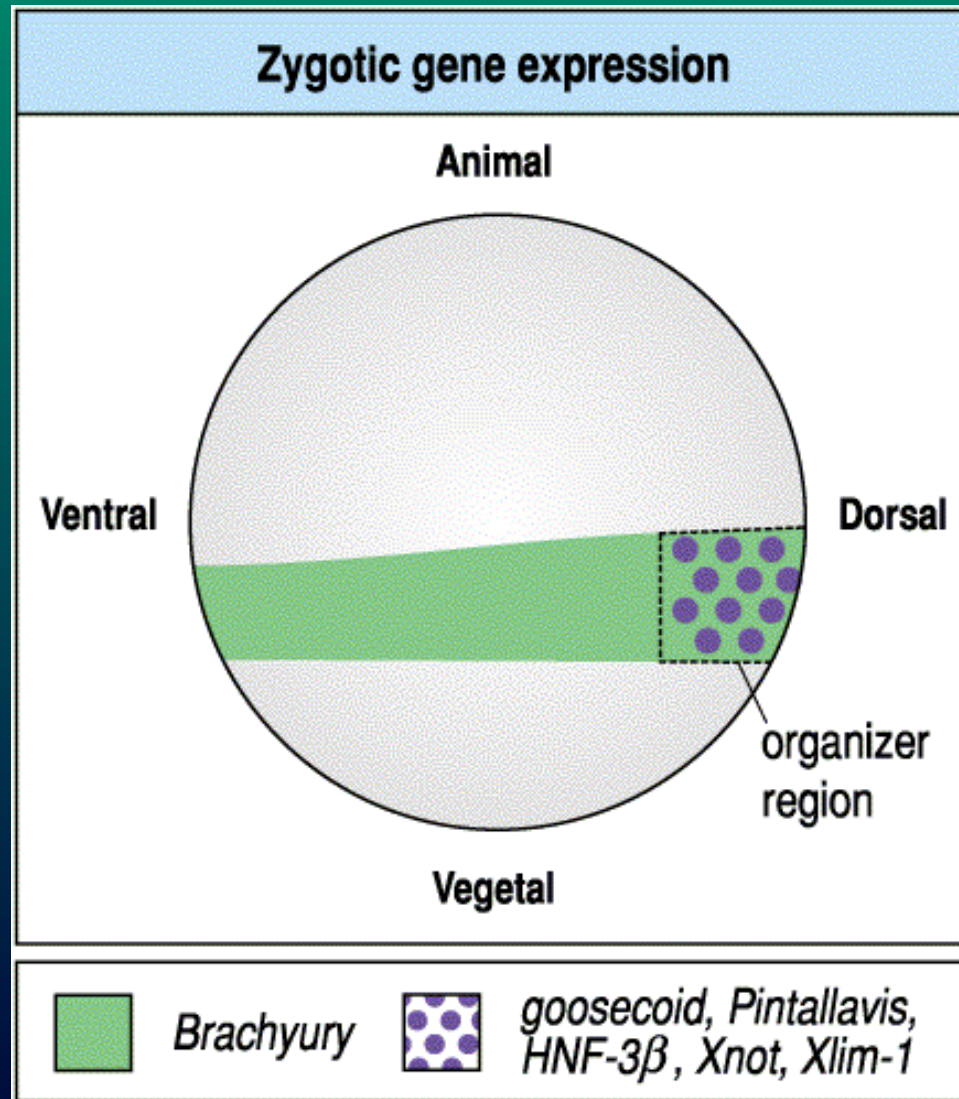 Zygotic gene expression
Animal
Ventral
Dorsal
organizer
region
Vegetal
Brachyury
goosecoid, Pintallavis,
HNF-3β , Xnot, Xlim-1